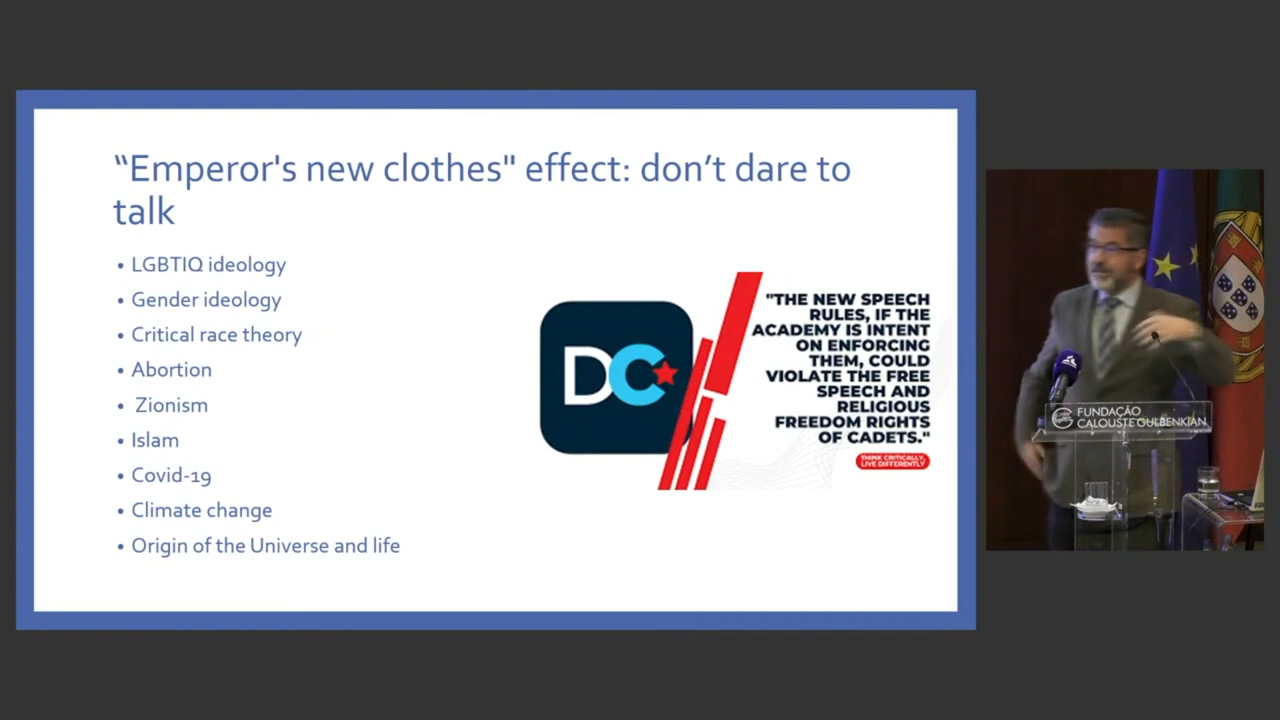 “Emperor's new clothes" effect: don’t dare to
talk
• LGBTIQ ideology
• Gender ideology
• Critical race theory
• Abortion
• Zionism
• Islam
• Covid-19
• Climate change
• Origin of the Universe and life
DC
"THE NEW SPEECH
RULES, IF THE
ACADEMY IS INTENT
ON ENFORCING
THEM, COULD
VIOLATE THE FREE
SPEECH AND
RELIGIOUS
FREEDOM RIGHTS
OF CADETS."
THINK CRITICALLY,
LIVE DIFFERENTLY
FUNDAÇÃO
CALOUSTE GULBENKIAN